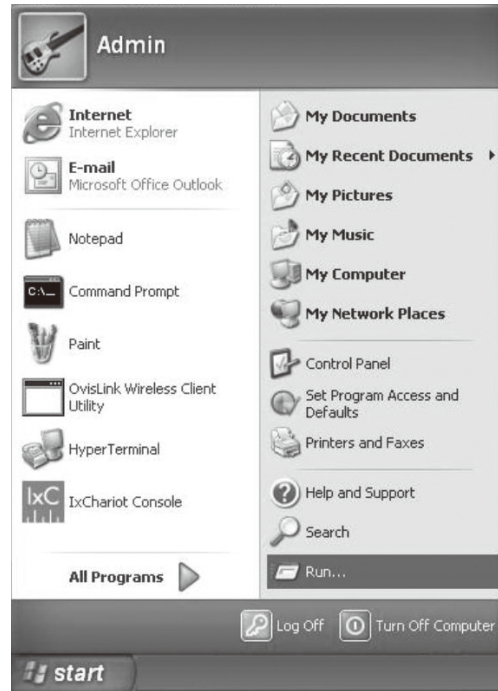 Admin
Internet
Internet Explorer
E-mail
Microsoft Office Outlook
Notepad
C:\_ Command Prompt
Paint
OvisLink Wireless Client
Utility
HyperTerminal
IxC IxChariot Console
All Programs
My Documents
My Recent Documents
My Pictures
My Music
My Computer
My Network Places
Control Panel
Set Program Access and
Defaults
Printers and Faxes
Help and Support
Search
Run...
Log Off Turn Off Computer
start